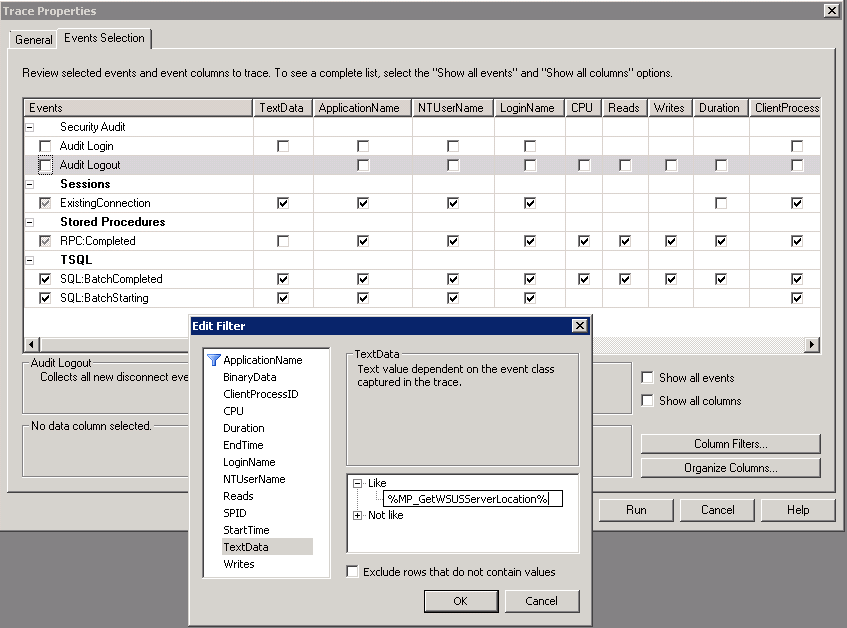 Trace Properties
General Events Selection
Review selected events and event columns to trace. To see a complete list, select the "Show all events" and "Show all columns" options.
Events TextData ApplicationName NTUserName LoginName CPU Reads Writes Duration ClientProcess
Security Audit
Audit Login
Audit Logout
Sessions
ExistingConnection
Stored Procedures
RPC:Completed
TSQL
SQL:BatchCompleted
SQL:BatchStarting
Audit Logout
Collects all new disconnect eve
No data column selected.
Show all events
Show all columns
Column Filters...
Organize Columns...
Run Cancel Help
Edit Filter
ApplicationName
BinaryData
ClientProcessID
CPU
Duration
EndTime
LoginName
NTUserName
Reads
SPID
StartTime
TextData
Writes
TextData
Text value dependent on the event class
captured in the trace.
Like
%MP_GetWSUSServerLocation%
Not like
Exclude rows that do not contain values
OK Cancel